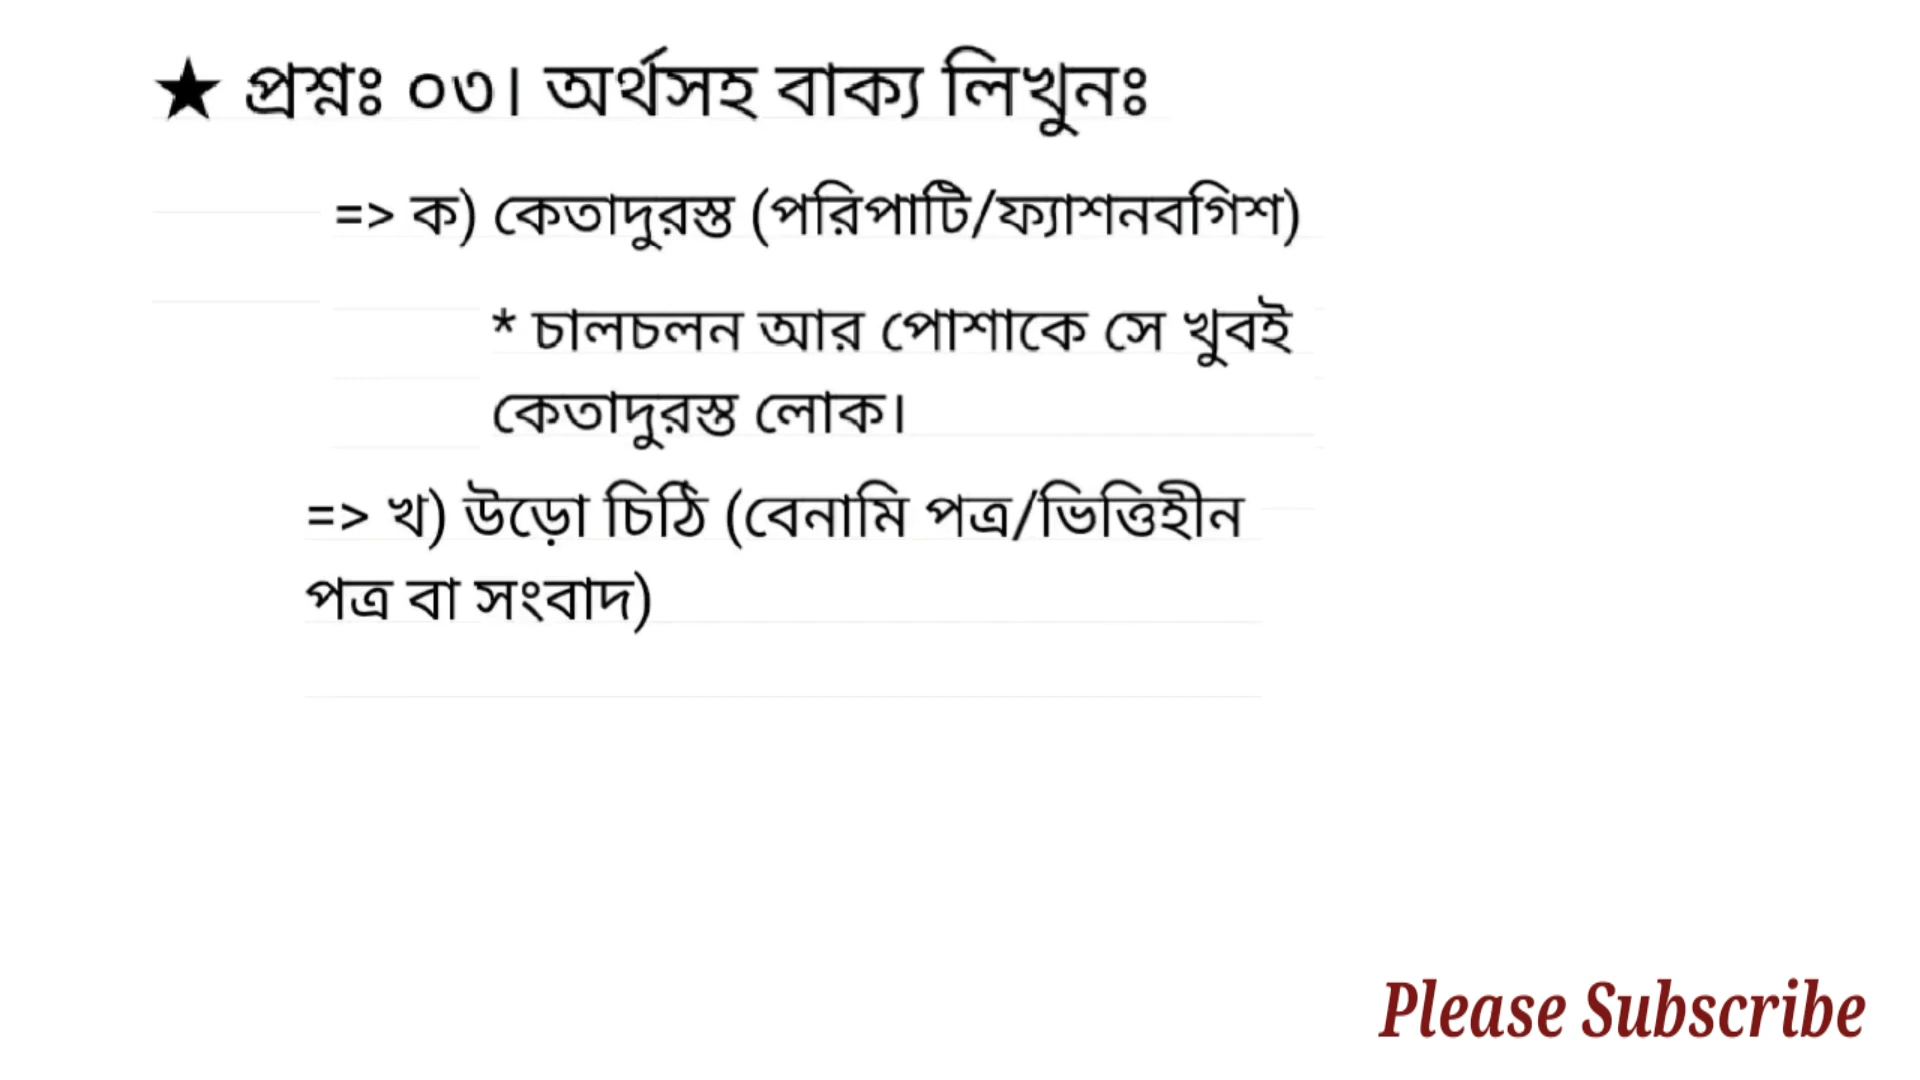 ★ প্রশ্নঃ ০৩। অর্থসহ বাক্য লিখুনঃ
=> ক) কেতাদুরস্ত (পরিপাটি/ফ্যাশনবগিশ)
* চালচলন আর পোশাকে সে খুবই
কেতাদুরস্ত লোক।
=> খ) উড়ো চিঠি (বেনামি পত্র/ভিত্তিহীন
পত্র বা সংবাদ)
Please Subscribe